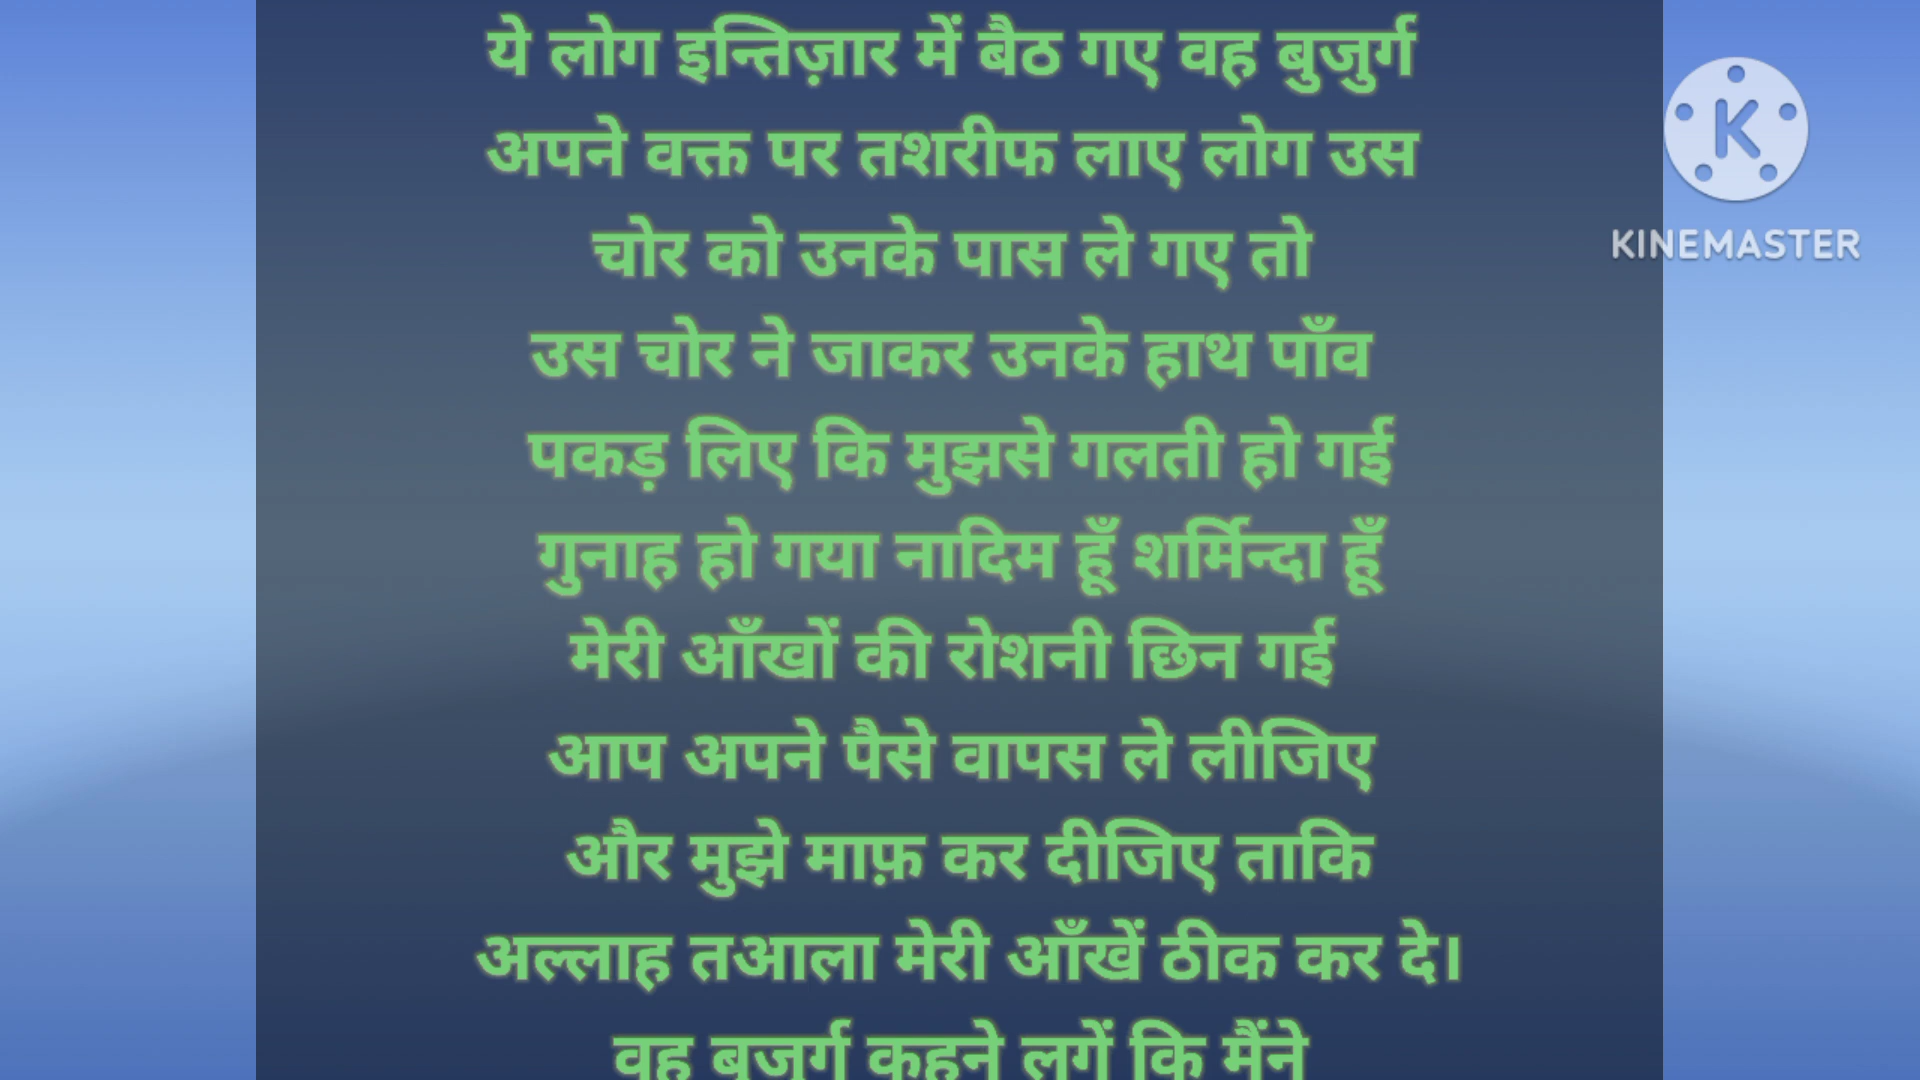 ये लोग इन्तिज़ार में बैठ गए वह बुजुर्ग
अपने वक्त पर तशरीफ लाए लोग उस
चोर को उनके पास ले गए तो
उस चोर ने जाकर उनके हाथ पाँव
पकड़ लिए कि मुझसे गलती हो गई
गुनाह हो गया नादिम हूँ शर्मिन्दा हूँ
मेरी आँखों की रोशनी छिन गई
आप अपने पैसे वापस ले लीजिए
और मुझे माफ़ कर दीजिए ताकि
अल्लाह तआला मेरी आँखें ठीक कर दे।
वह बुजुर्ग कहने लगें कि मैंने
K
KINEMASTER